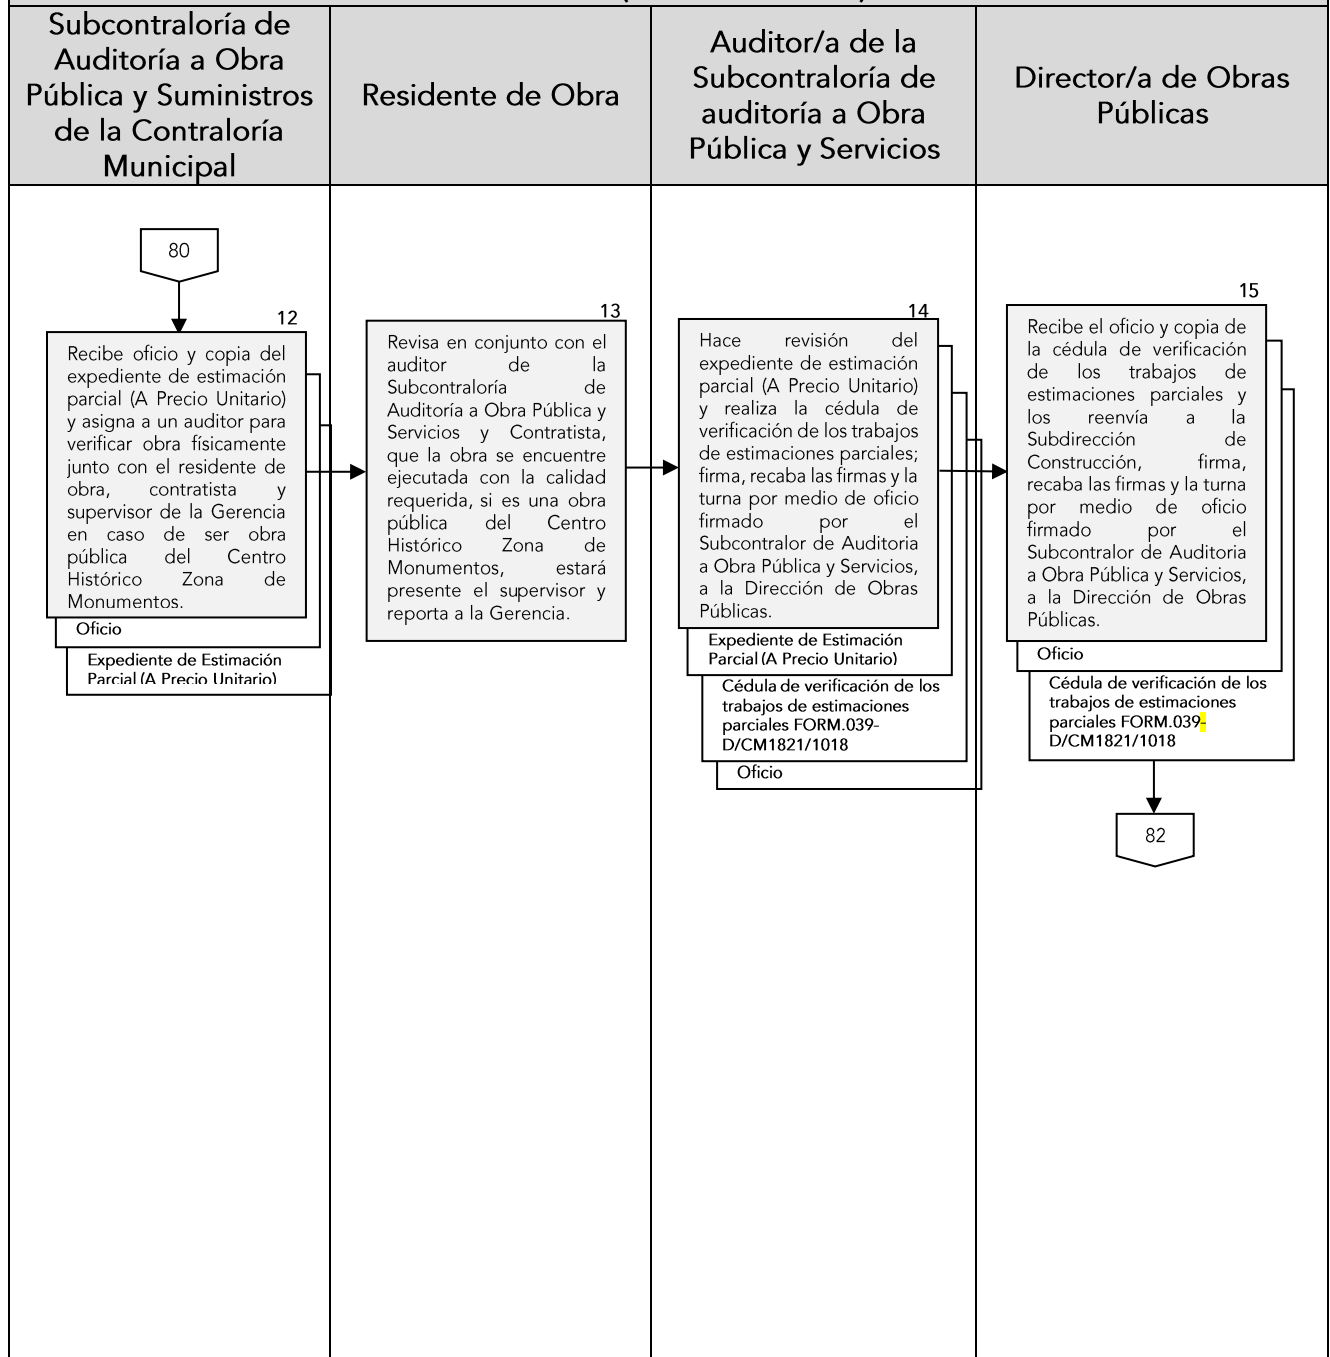 Subcontraloría de
Auditoría a Obra
Pública y Suministros
de la Contraloría
Municipal
Residente de Obra
Auditor/a de la
Subcontraloría de
auditoría a Obra
Pública y Servicios
Director/a de Obras
Públicas
80
12
Recibe oficio y copia del
expediente de estimación
parcial (A Precio Unitario)
y asigna a un auditor para
verificar obra físicamente
junto con el residente de
obra, contratista y
supervisor de la Gerencia
en caso de ser obra
pública del Centro
Histórico Zona de
Monumentos.
Oficio
Expediente de Estimación
Parcial (A Precio Unitario)
13
Revisa en conjunto con el
auditor de la
Subcontraloría de
Auditoría a Obra Pública y
Servicios y Contratista,
que la obra se encuentre
ejecutada con la calidad
requerida, si es una obra
pública del Centro
Histórico Zona de
Monumentos, estará
presente el supervisor y
reporta a la Gerencia.
14
Hace revisión del
expediente de estimación
parcial (A Precio Unitario)
y realiza la cédula de
verificación de los trabajos
de estimaciones parciales;
firma, recaba las firmas y la
turna por medio de oficio
firmado por el
Subcontralor de Auditoria
a Obra Pública y Servicios,
a la Dirección de Obras
Públicas.
Expediente de Estimación
Parcial (A Precio Unitario)
Cédula de verificación de los
trabajos de estimaciones
parciales FORM.039-
D/CM1821/1018
Oficio
15
Recibe el oficio y copia de
la cédula de verificación
de los trabajos de
estimaciones parciales y
los reenvía a la
Subdirección de
Construcción, firma,
recaba las firmas y la turna
por medio de oficio
firmado por el
Subcontralor de Auditoria
a Obra Pública y Servicios,
a la Dirección de Obras
Públicas.
Oficio
Cédula de verificación de los
trabajos de estimaciones
parciales FORM.039-
D/CM1821/1018
82